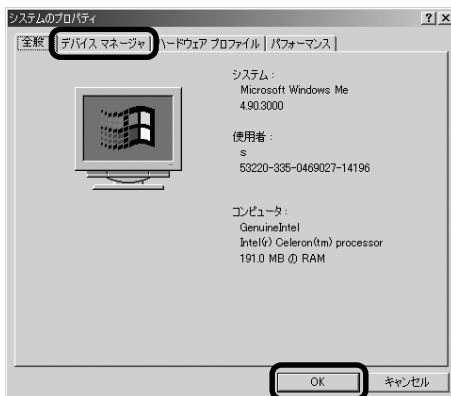 システムのプロパティ
全般 デバイス マネージャ ハードウェア プロファイル パフォーマンス
システム：
Microsoft Windows Me
4.90.3000
使用者：
s
53220-335-0469027-14196
コンピュータ：
GenuineIntel
Intel(r) Celeron(tm) processor
191.0 MB の RAM
OK キャンセル